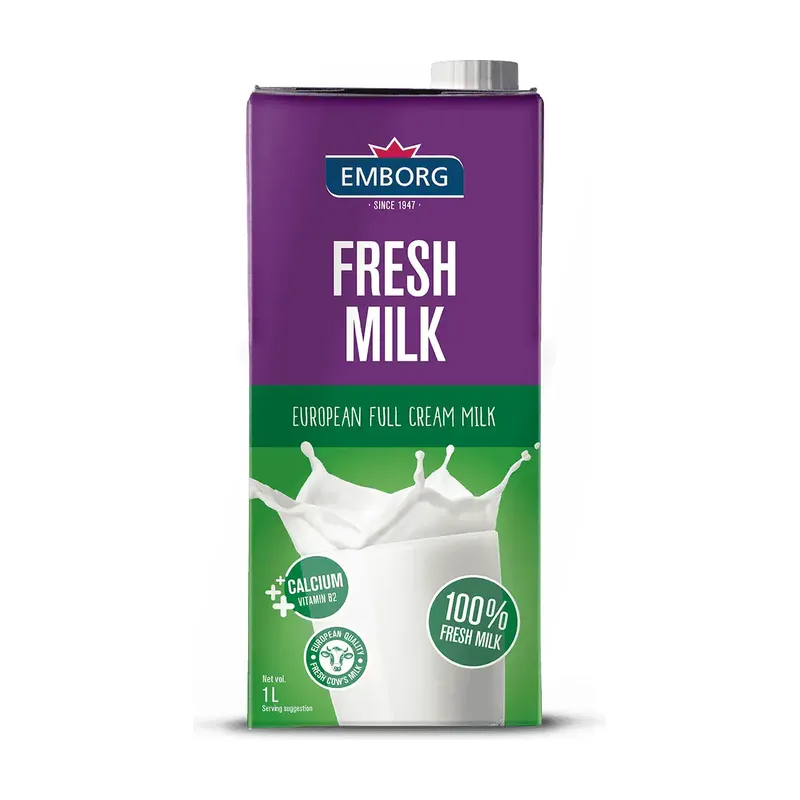 EMBORG
· SINCE 1947 ·
FRESH
MILK
EUROPEAN FULL CREAM MILK
CALCIUM
VITAMIN B2
100%
FRESH MILK
EUROPEAN QUALITY
FRESH COW'S MILK
Net vol.
1 L
Serving suggestion